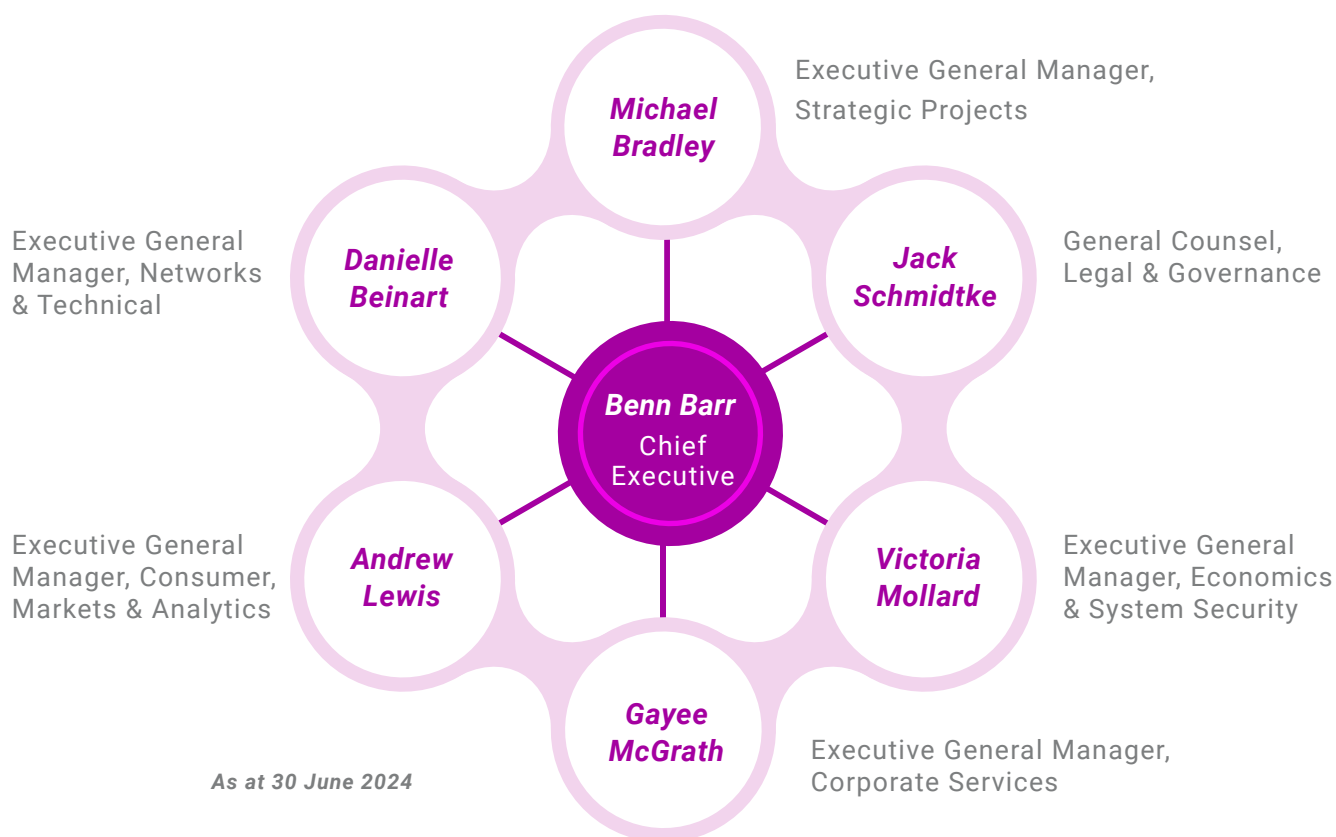 Executive General Manager,
Strategic Projects
Michael
Bradley
Executive General
Manager, Networks
& Technical
Danielle
Beinart
Jack
Schmidtke
General Counsel,
Legal & Governance
Benn Barr
Chief
Executive
Executive General
Manager, Consumer,
Markets & Analytics
Andrew
Lewis
Victoria
Mollard
Executive General
Manager, Economics
& System Security
Gayee
McGrath
Executive General Manager,
Corporate Services
As at 30 June 2024